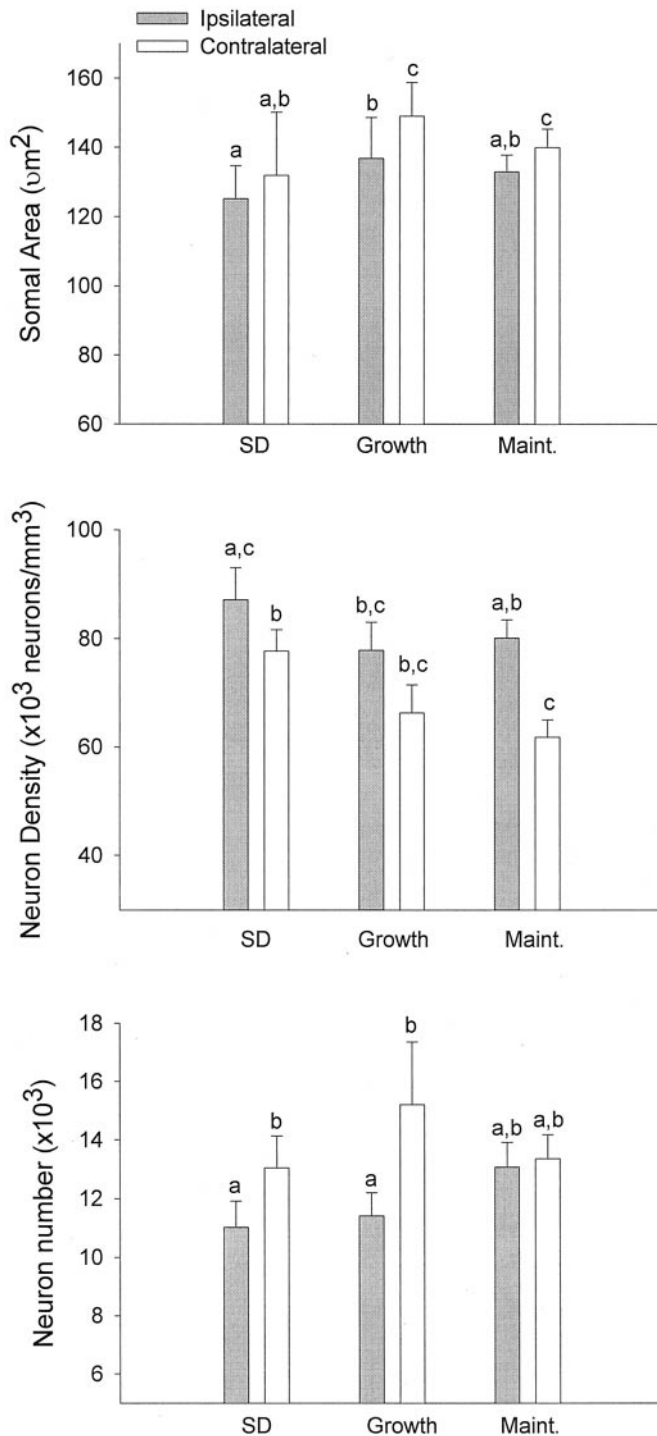 Ipsilateral
Contralateral
Somal Area (υm²)
160
140
120
100
80
60
a
a,b
b
c
a,b
c
SD Growth Maint.
Neuron Density (x10³ neurons/mm³)
100
80
60
40
a,c
b
b,c
b,c
a,b
c
SD Growth Maint.
Neuron number (x10³)
18
16
14
12
10
8
6
a
b
a
b
a,b
a,b
SD Growth Maint.